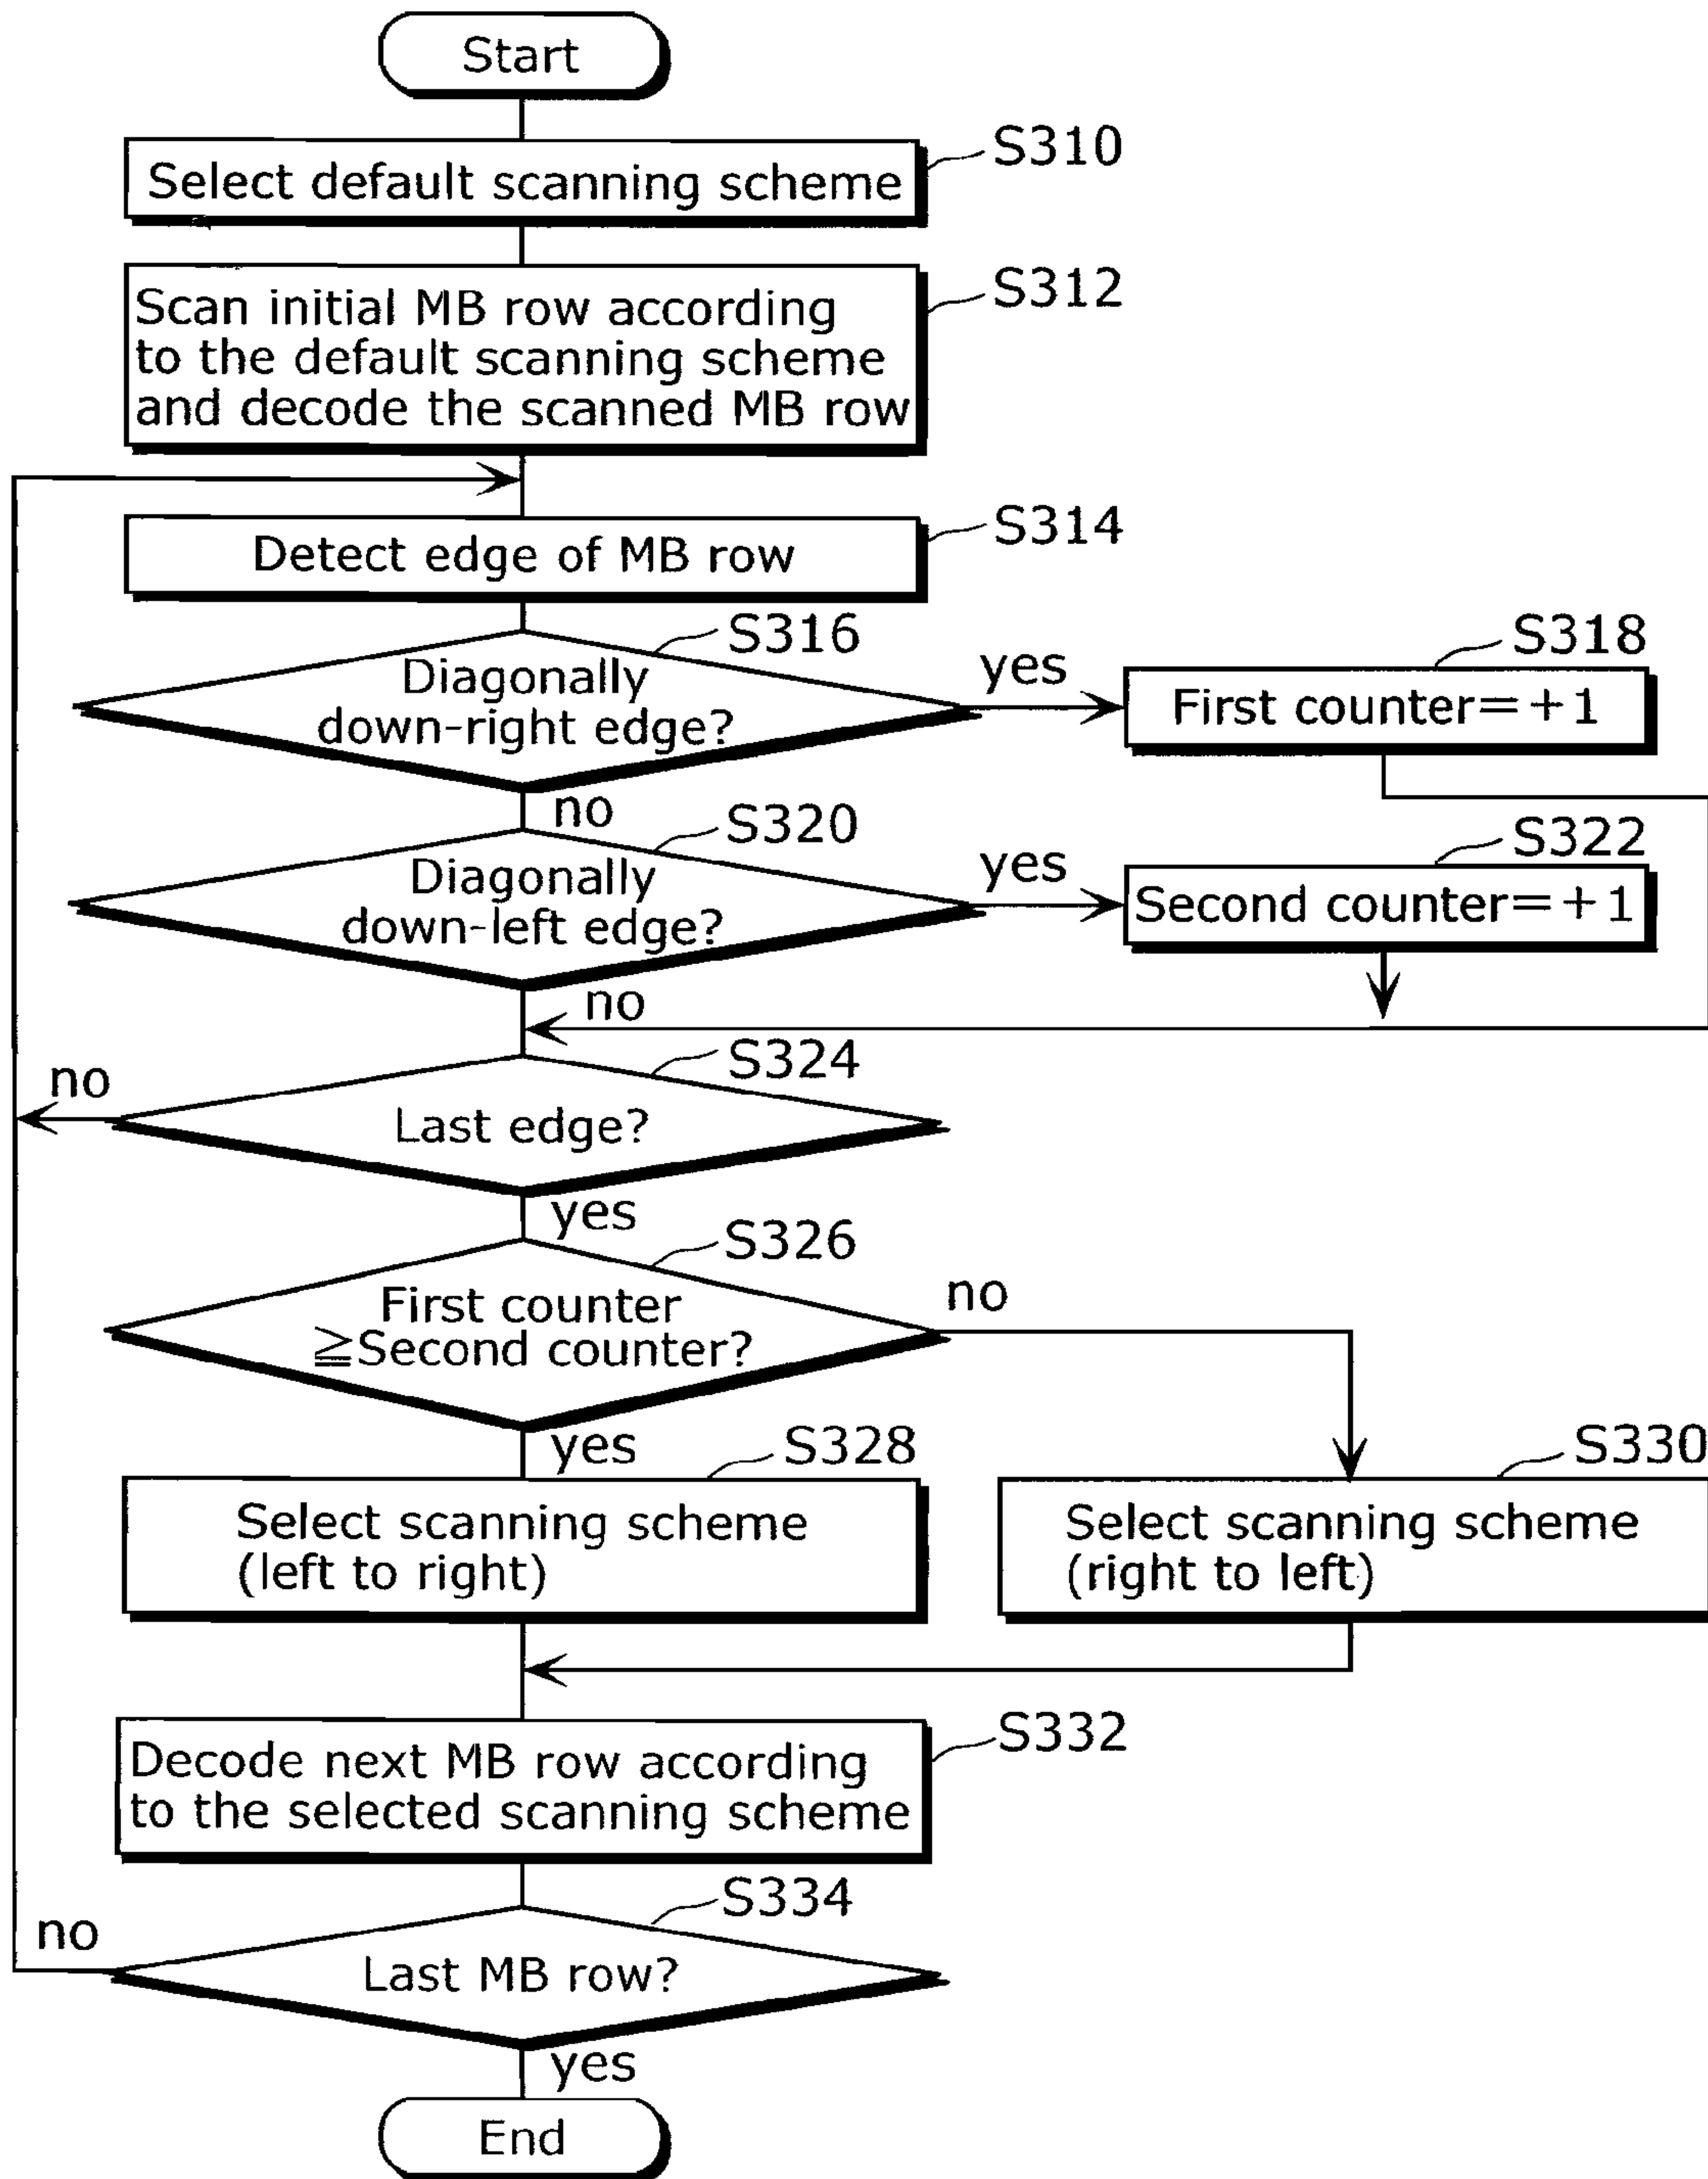 Start
S310
Select default scanning scheme
S312
Scan initial MB row according
to the default scanning scheme
and decode the scanned MB row
S314
Detect edge of MB row
S316
Diagonally
down-right edge?
yes
S318
First counter=+1
no
S320
Diagonally
down-left edge?
yes
S322
Second counter=+1
no
S324
Last edge?
no
yes
S326
First counter
≧Second counter?
no
yes
S328
Select scanning scheme
(left to right)
S330
Select scanning scheme
(right to left)
S332
Decode next MB row according
to the selected scanning scheme
S334
Last MB row?
no
yes
End